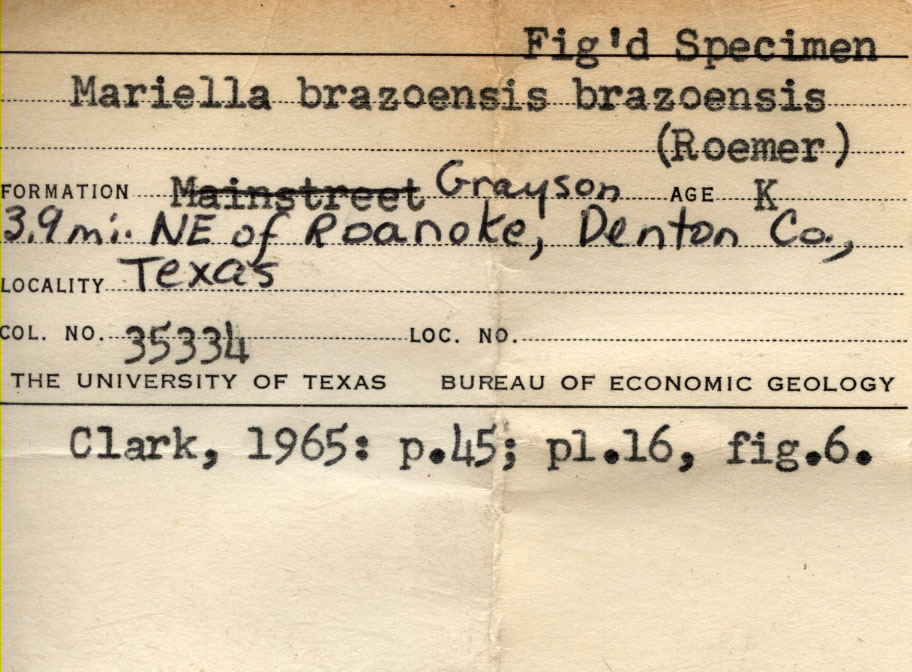 Fig'd Specimen
Mariella brazoensis brazoensis
(Roemer)
FORMATION Mainstreet Grayson AGE K
3.9 mi. NE of Roanoke, Denton Co.,
LOCALITY Texas
COL. NO. 35334 LOC. NO.
THE UNIVERSITY OF TEXAS BUREAU OF ECONOMIC GEOLOGY
Clark, 1965: p.45; pl.16, fig.6.